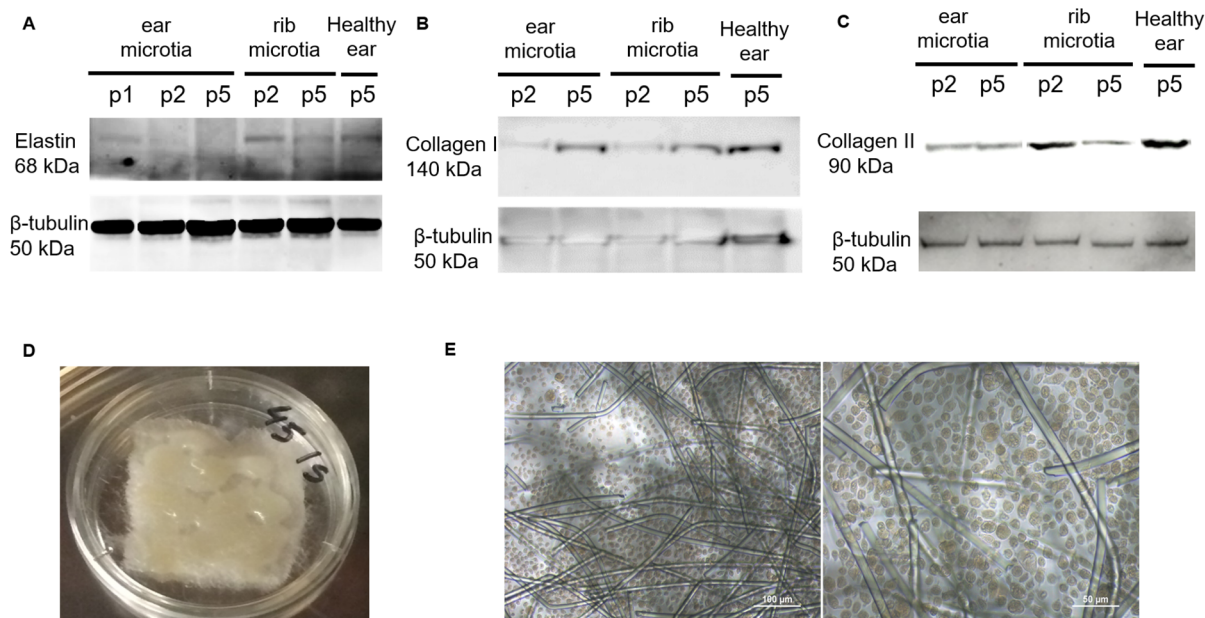 A
ear
microtia
rib
microtia
Healthy
ear
p1 p2 p5 p2 p5 p5
Elastin
68 kDa
β-tubulin
50 kDa
B
ear
microtia
rib
microtia
Healthy
ear
p2 p5 p2 p5 p5
Collagen I
140 kDa
β-tubulin
50 kDa
C
ear
microtia
rib
microtia
Healthy
ear
p2 p5 p2 p5 p5
Collagen II
90 kDa
β-tubulin
50 kDa
D
E
100 µm
50 µm